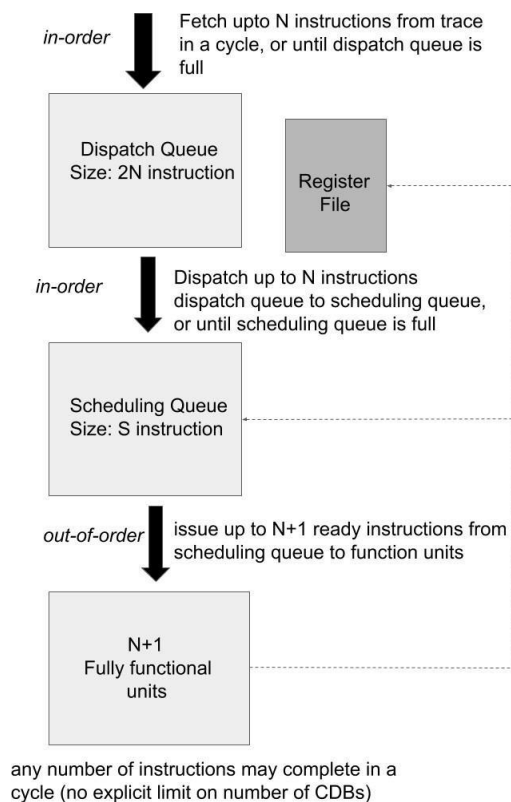 Fetch upto N instructions from trace
in-order
in a cycle, or until dispatch queue is
full
Dispatch Queue
Size: 2N instruction
Register
File
in-order
Dispatch up to N instructions
dispatch queue to scheduling queue,
or until scheduling queue is full
Scheduling Queue
Size: S instruction
out-of-order
issue up to N+1 ready instructions from
scheduling queue to function units
N+1
Fully functional
units
any number of instructions may complete in a
cycle (no explicit limit on number of CDBs)